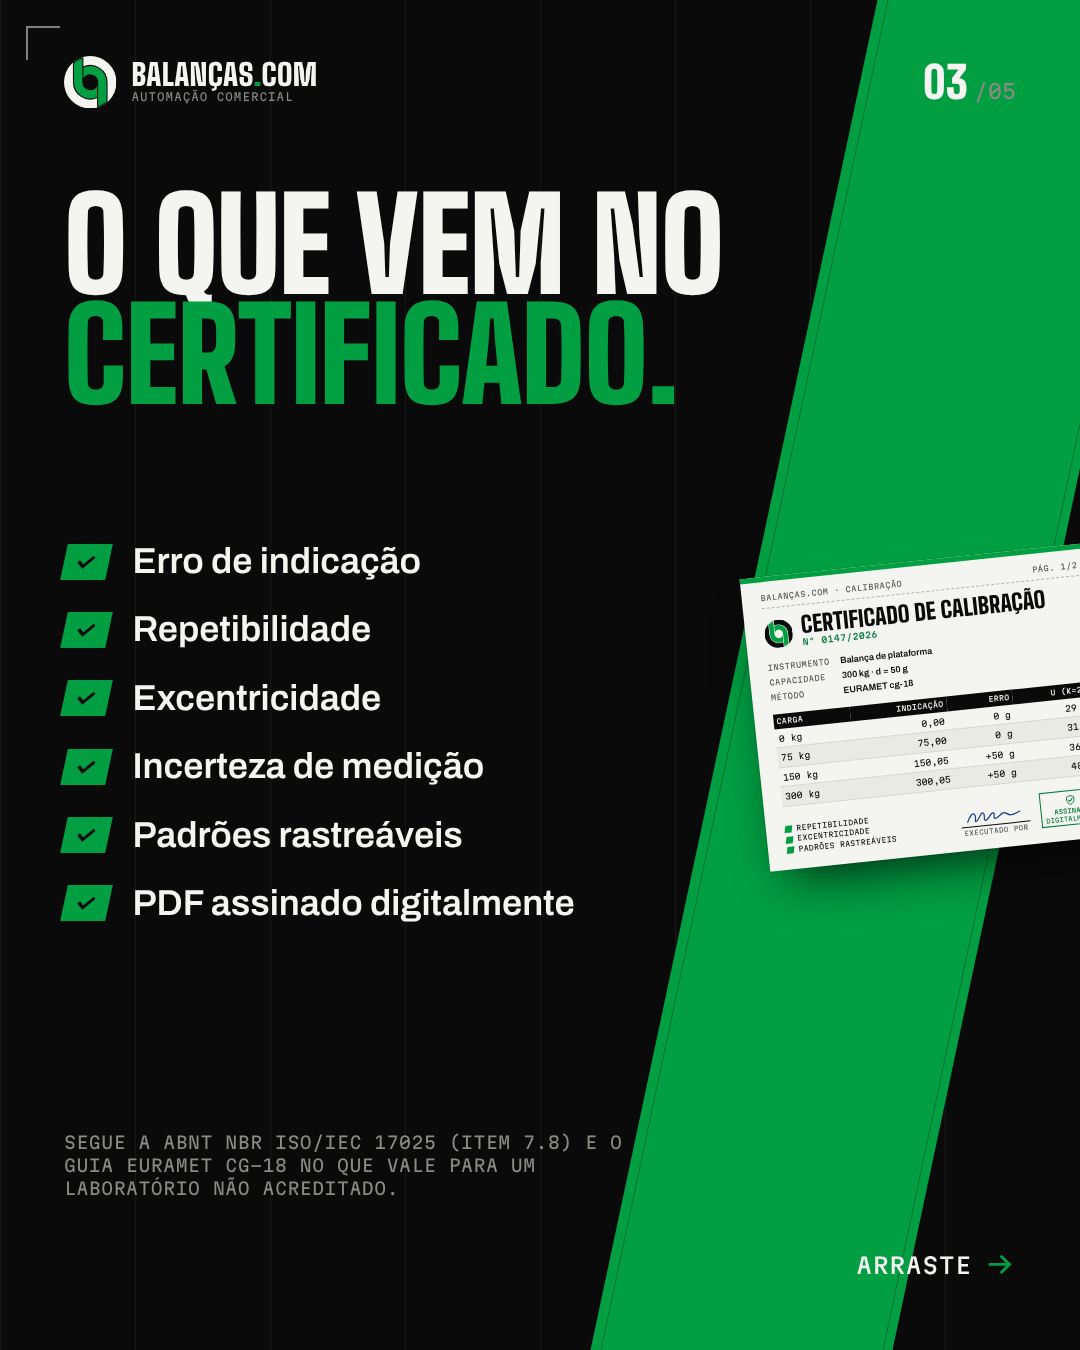 BALANÇAS.COM
AUTOMAÇÃO COMERCIAL
03 /05
O QUE VEM NO
CERTIFICADO.
Erro de indicação
Repetibilidade
Excentricidade
Incerteza de medição
Padrões rastreáveis
PDF assinado digitalmente
BALANÇAS.COM · CALIBRAÇÃO
PÁG. 1/2
CERTIFICADO DE CALIBRAÇÃO
Nº 0147/2026
INSTRUMENTO Balança de plataforma
CAPACIDADE 300 kg · d = 50 g
MÉTODO EURAMET cg-18
CARGA INDICAÇÃO ERRO U (K=2
0 kg 0,00 0 g 29
75 kg 75,00 0 g 31
150 kg 150,05 +50 g 36
300 kg 300,05 +50 g 48
REPETIBILIDADE
EXCENTRICIDADE
PADRÕES RASTREÁVEIS
EXECUTADO POR
ASSINA
DIGITALM
SEGUE A ABNT NBR ISO/IEC 17025 (ITEM 7.8) E O
GUIA EURAMET CG-18 NO QUE VALE PARA UM
LABORATÓRIO NÃO ACREDITADO.
ARRASTE →